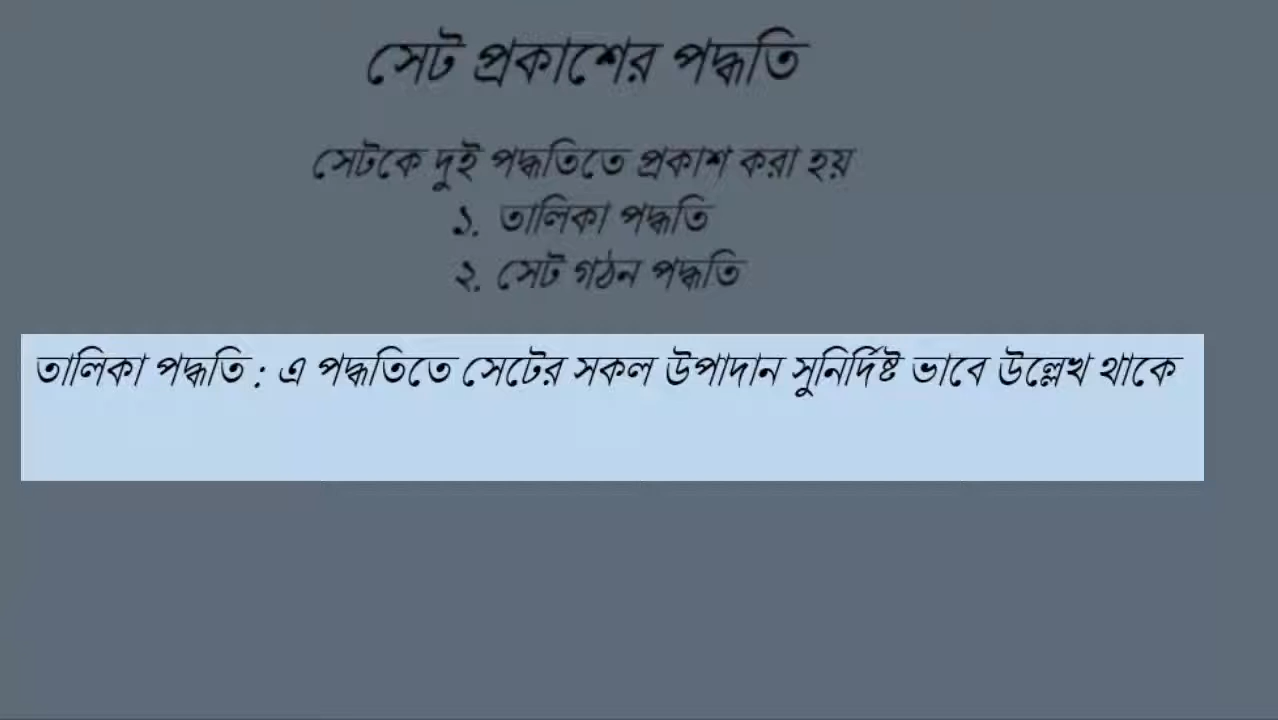 সেট প্রকাশের পদ্ধতি
সেটকে দুই পদ্ধতিতে প্রকাশ করা হয়
১. তালিকা পদ্ধতি
২. সেট গঠন পদ্ধতি
তালিকা পদ্ধতি : এ পদ্ধতিতে সেটের সকল উপাদান সুনির্দিষ্ট ভাবে উল্লেখ থাকে